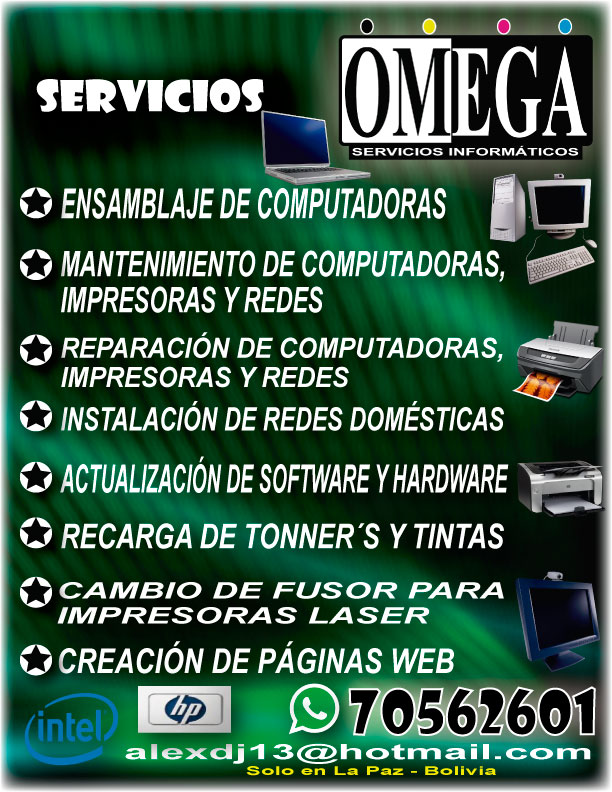 SERVICIOS
OMEGA
SERVICIOS INFORMÁTICOS
ENSAMBLAJE DE COMPUTADORAS
MANTENIMIENTO DE COMPUTADORAS,
IMPRESORAS Y REDES
REPARACIÓN DE COMPUTADORAS,
IMPRESORAS Y REDES
INSTALACIÓN DE REDES DOMÉSTICAS
ACTUALIZACIÓN DE SOFTWARE Y HARDWARE
RECARGA DE TONNER´S Y TINTAS
CAMBIO DE FUSOR PARA
IMPRESORAS LASER
CREACIÓN DE PÁGINAS WEB
intel
hp
70562601
alexdj13@hotmail.com
Solo en La Paz - Bolivia